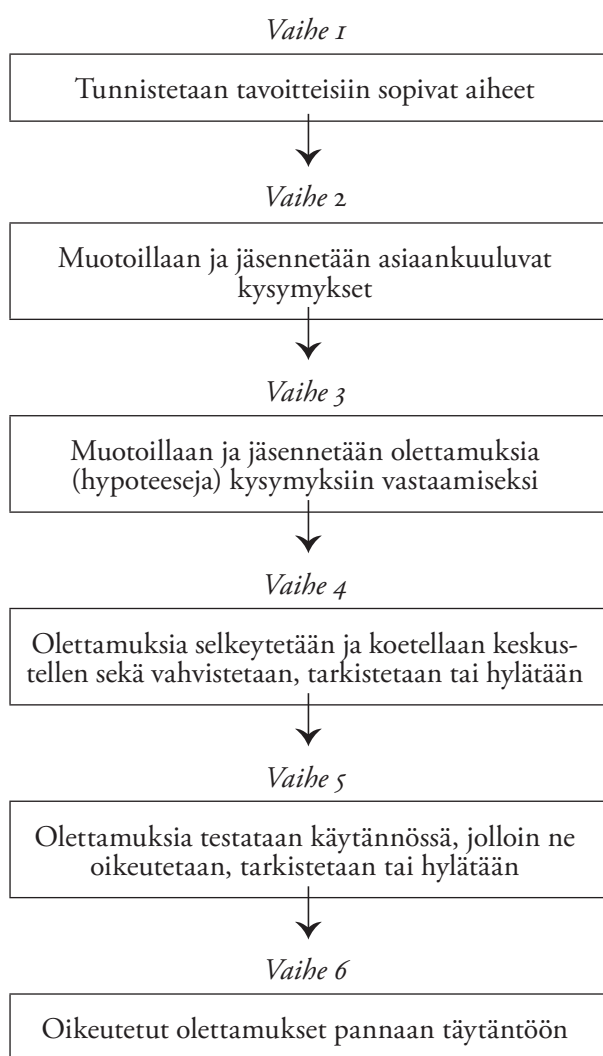 Vaihe 1
Tunnistetaan tavoitteisiin sopivat aiheet
Vaihe 2
Muotoillaan ja jäsennetään asiaankuuluvat
kysymykset
Vaihe 3
Muotoillaan ja jäsennetään olettamuksia
(hypoteeseja) kysymyksiin vastaamiseksi
Vaihe 4
Olettamuksia selkeytetään ja koetellaan keskus-
tellen sekä vahvistetaan, tarkistetaan tai hylätään
Vaihe 5
Olettamuksia testataan käytännössä, jolloin ne
oikeutetaan, tarkistetaan tai hylätään
Vaihe 6
Oikeutetut olettamukset pannaan täytäntöön